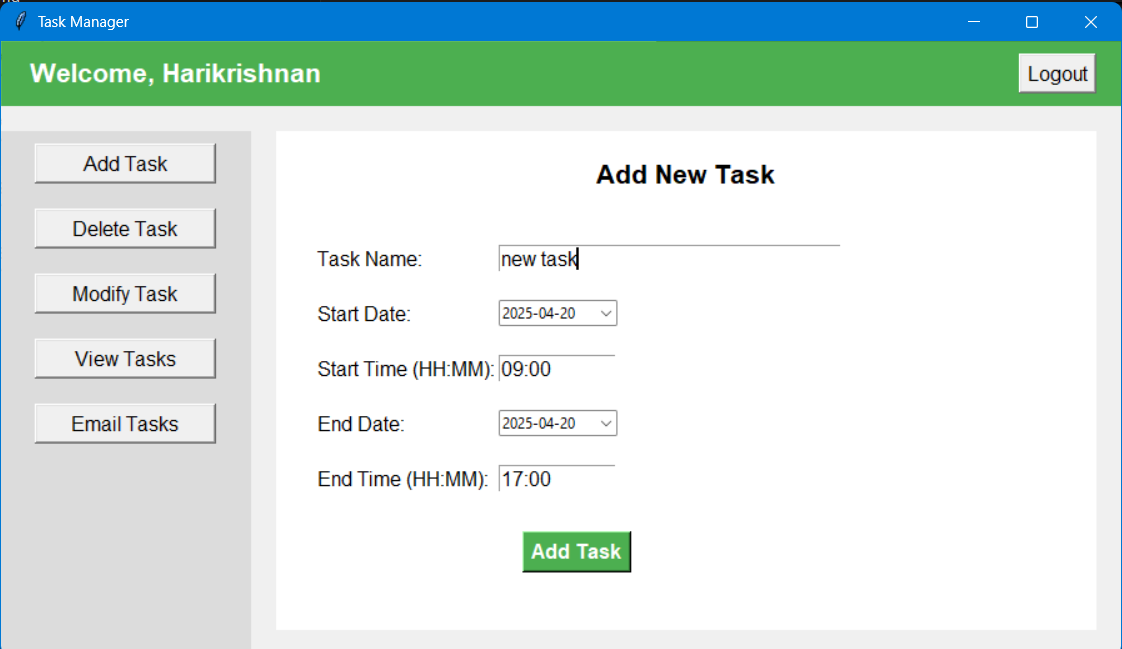 Task Manager
Welcome, Harikrishnan
Logout
Add Task
Delete Task
Modify Task
View Tasks
Email Tasks
Add New Task
Task Name: new task
Start Date: 2025-04-20
Start Time (HH:MM): 09:00
End Date: 2025-04-20
End Time (HH:MM): 17:00
Add Task